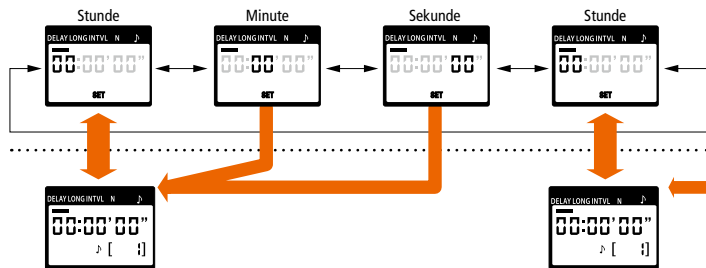 Stunde
Minute
Sekunde
Stunde
DELAY LONG INTVL N ♪
00:00'00"
SET
DELAY LONG INTVL N ♪
00:00'00"
SET
DELAY LONG INTVL N ♪
00:00'00"
SET
DELAY LONG INTVL N ♪
00:00'00"
SET
DELAY LONG INTVL N ♪
00:00'00"
♪ [ 1]
DELAY LONG INTVL N ♪
00:00'00"
♪ [ 1]